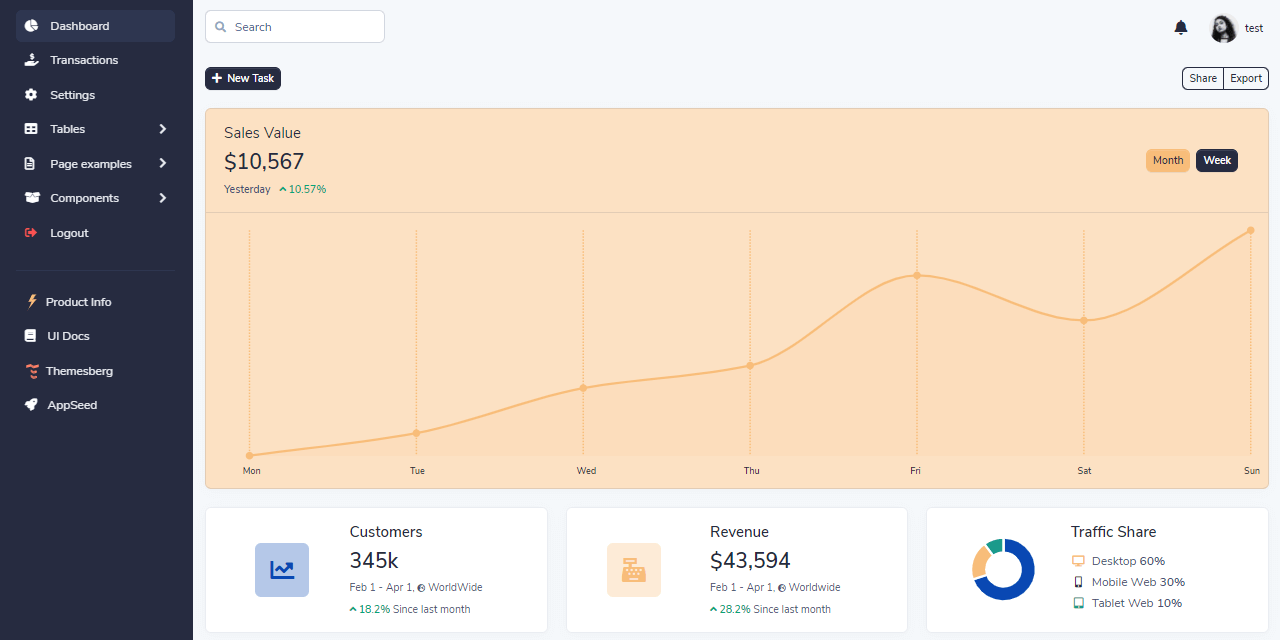 Dashboard
Transactions
Settings
Tables
Page examples
Components
Logout
Product Info
UI Docs
Themesberg
AppSeed
Search
test
New Task
Share Export
Sales Value
$10,567
Yesterday 10.57%
Month Week
Mon Tue Wed Thu Fri Sat Sun
Customers
345k
Feb 1 - Apr 1, WorldWide
18.2% Since last month
Revenue
$43,594
Feb 1 - Apr 1, Worldwide
28.2% Since last month
Traffic Share
Desktop 60%
Mobile Web 30%
Tablet Web 10%